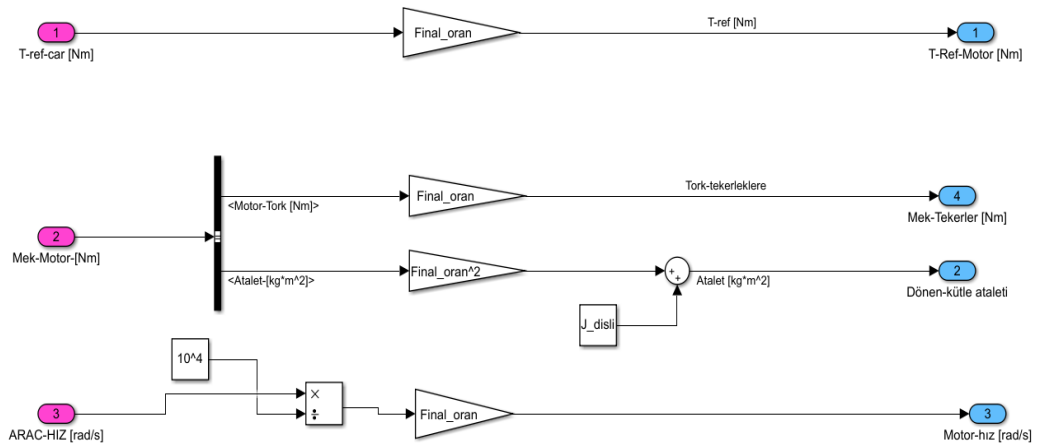 1
T-ref-car [Nm]
Final_oran
T-ref [Nm]
1
T-Ref-Motor [Nm]
2
Mek-Motor-[Nm]
<Motor-Tork [Nm]>
Final_oran
Tork-tekerleklere
4
Mek-Tekerler [Nm]
<Atalet-[kg*m^2]>
Final_oran^2
+
+
Atalet [kg*m^2]
2
Dönen-kütle ataleti
J_disli
10^4
3
ARAC-HIZ [rad/s]
×
÷
Final_oran
3
Motor-hız [rad/s]